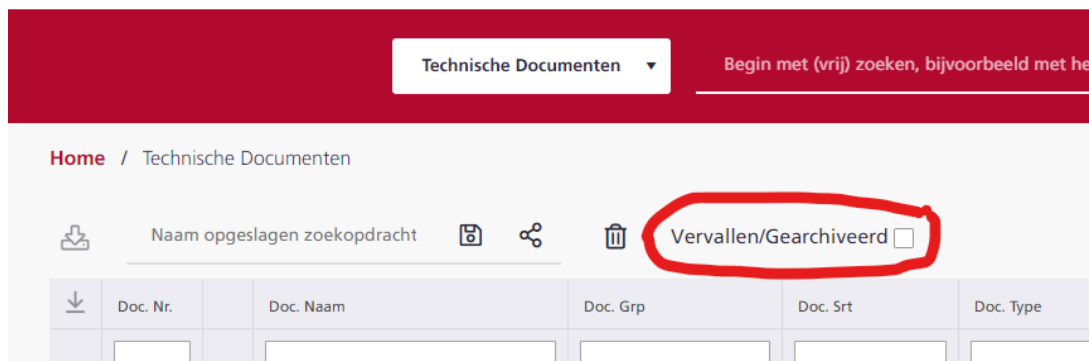 Technische Documenten
Begin met (vrij) zoeken, bijvoorbeeld met he
Home / Technische Documenten
Naam opgeslagen zoekopdracht
Vervallen/Gearchiveerd
Doc. Nr. Doc. Naam Doc. Grp Doc. Srt Doc. Type